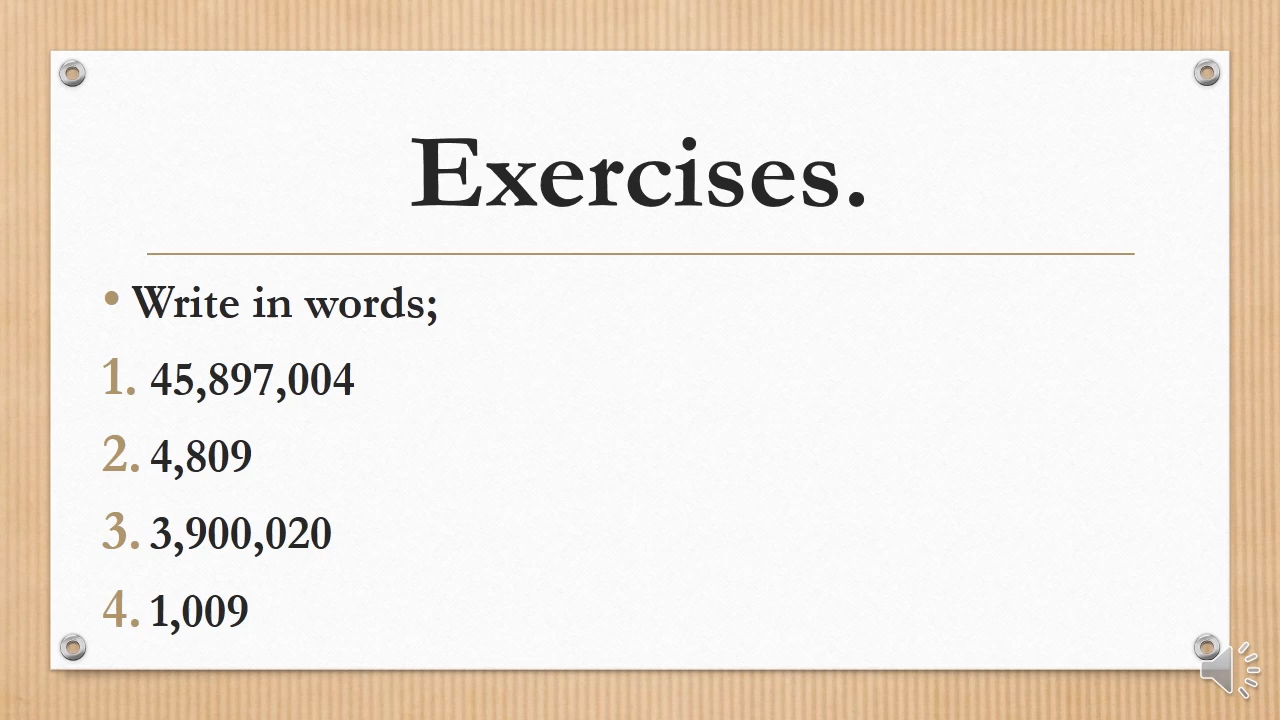 Exercises.
• Write in words;
1. 45,897,004
2. 4,809
3. 3,900,020
4. 1,009